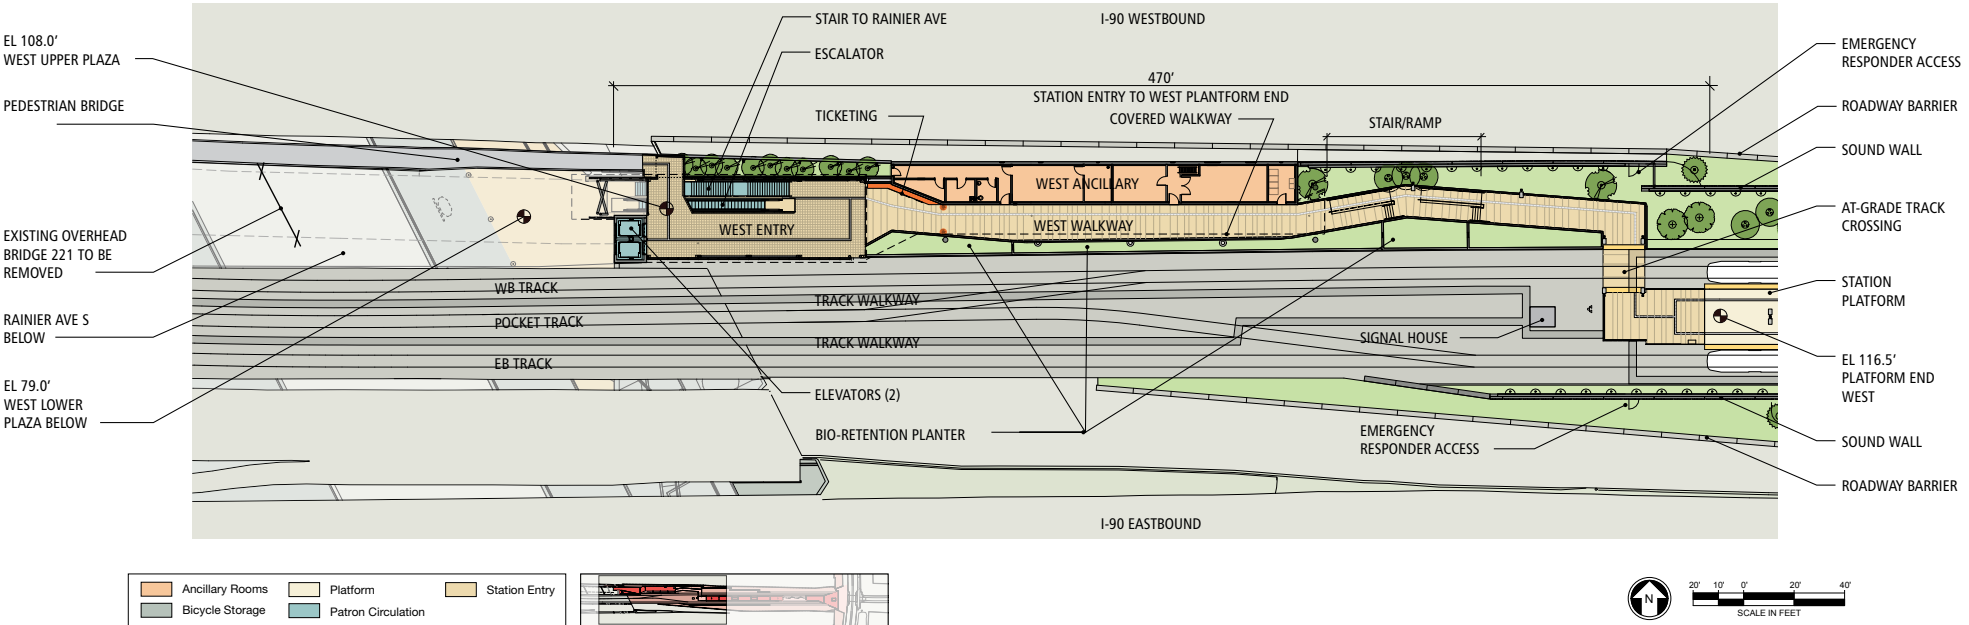 STAIR TO RAINIER AVE
I-90 WESTBOUND
EL 108.0'
WEST UPPER PLAZA
ESCALATOR
EMERGENCY
RESPONDER ACCESS
470'
STATION ENTRY TO WEST PLANTFORM END
PEDESTRIAN BRIDGE
TICKETING
COVERED WALKWAY
STAIR/RAMP
ROADWAY BARRIER
SOUND WALL
WEST ANCILLARY
AT-GRADE TRACK
CROSSING
WEST ENTRY
WEST WALKWAY
EXISTING OVERHEAD
BRIDGE 221 TO BE
REMOVED
WB TRACK
TRACK WALKWAY
STATION
PLATFORM
RAINIER AVE S
BELOW
POCKET TRACK
TRACK WALKWAY
SIGNAL HOUSE
EB TRACK
EL 116.5'
PLATFORM END
WEST
EL 79.0'
WEST LOWER
PLAZA BELOW
ELEVATORS (2)
BIO-RETENTION PLANTER
EMERGENCY
RESPONDER ACCESS
SOUND WALL
ROADWAY BARRIER
I-90 EASTBOUND
Ancillary Rooms
Platform
Station Entry
Bicycle Storage
Patron Circulation
N
20' 10' 0' 20' 40'
SCALE IN FEET